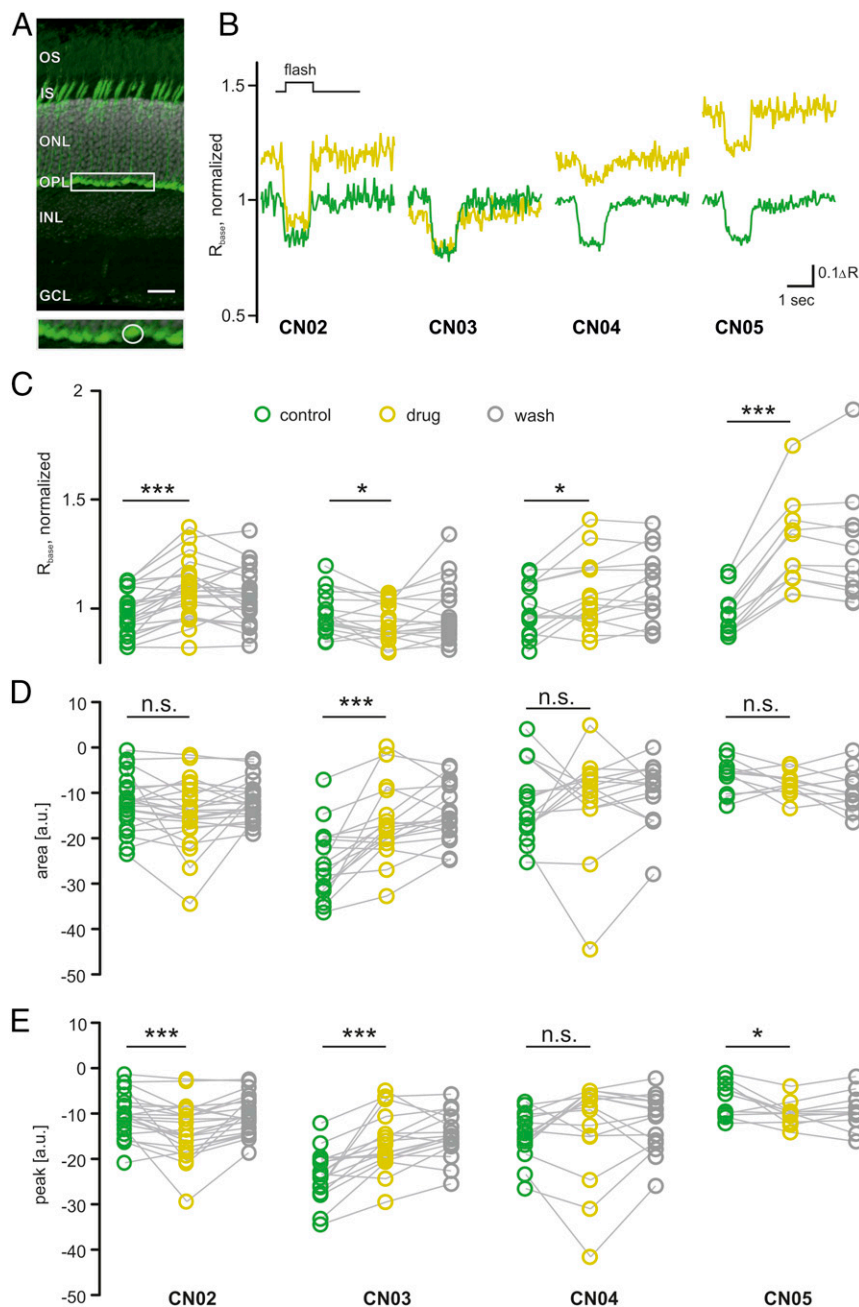 A
OS
IS
ONL
OPL
INL
GCL
B
R base, normalized
1.5
1
0.5
flash
0.1ΔR
1 sec
CN02 CN03 CN04 CN05
C
R base, normalized
2
1.5
1
control drug wash
*** * * ***
D
area [a.u.]
10
0
-10
-20
-30
-40
-50
n.s. *** n.s. n.s.
E
peak [a.u.]
10
0
-10
-20
-30
-40
-50
*** *** n.s. *
CN02 CN03 CN04 CN05